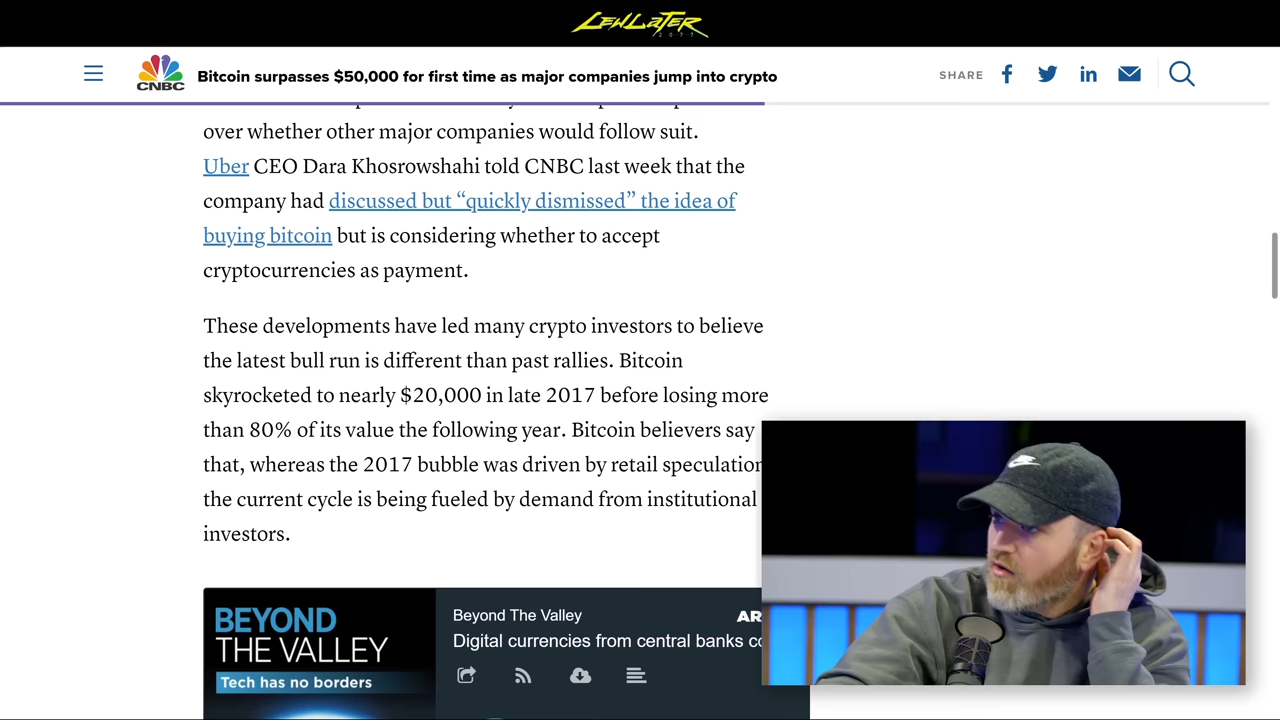 LEWLATER
2077
CNBC
Bitcoin surpasses $50,000 for first time as major companies jump into crypto
SHARE
over whether other major companies would follow suit.
Uber CEO Dara Khosrowshahi told CNBC last week that the
company had discussed but “quickly dismissed” the idea of
buying bitcoin but is considering whether to accept
cryptocurrencies as payment.
These developments have led many crypto investors to believe
the latest bull run is different than past rallies. Bitcoin
skyrocketed to nearly $20,000 in late 2017 before losing more
than 80% of its value the following year. Bitcoin believers say
that, whereas the 2017 bubble was driven by retail speculation
the current cycle is being fueled by demand from institutional
investors.
BEYOND
THE VALLEY
Tech has no borders
Beyond The Valley
AR
Digital currencies from central banks co